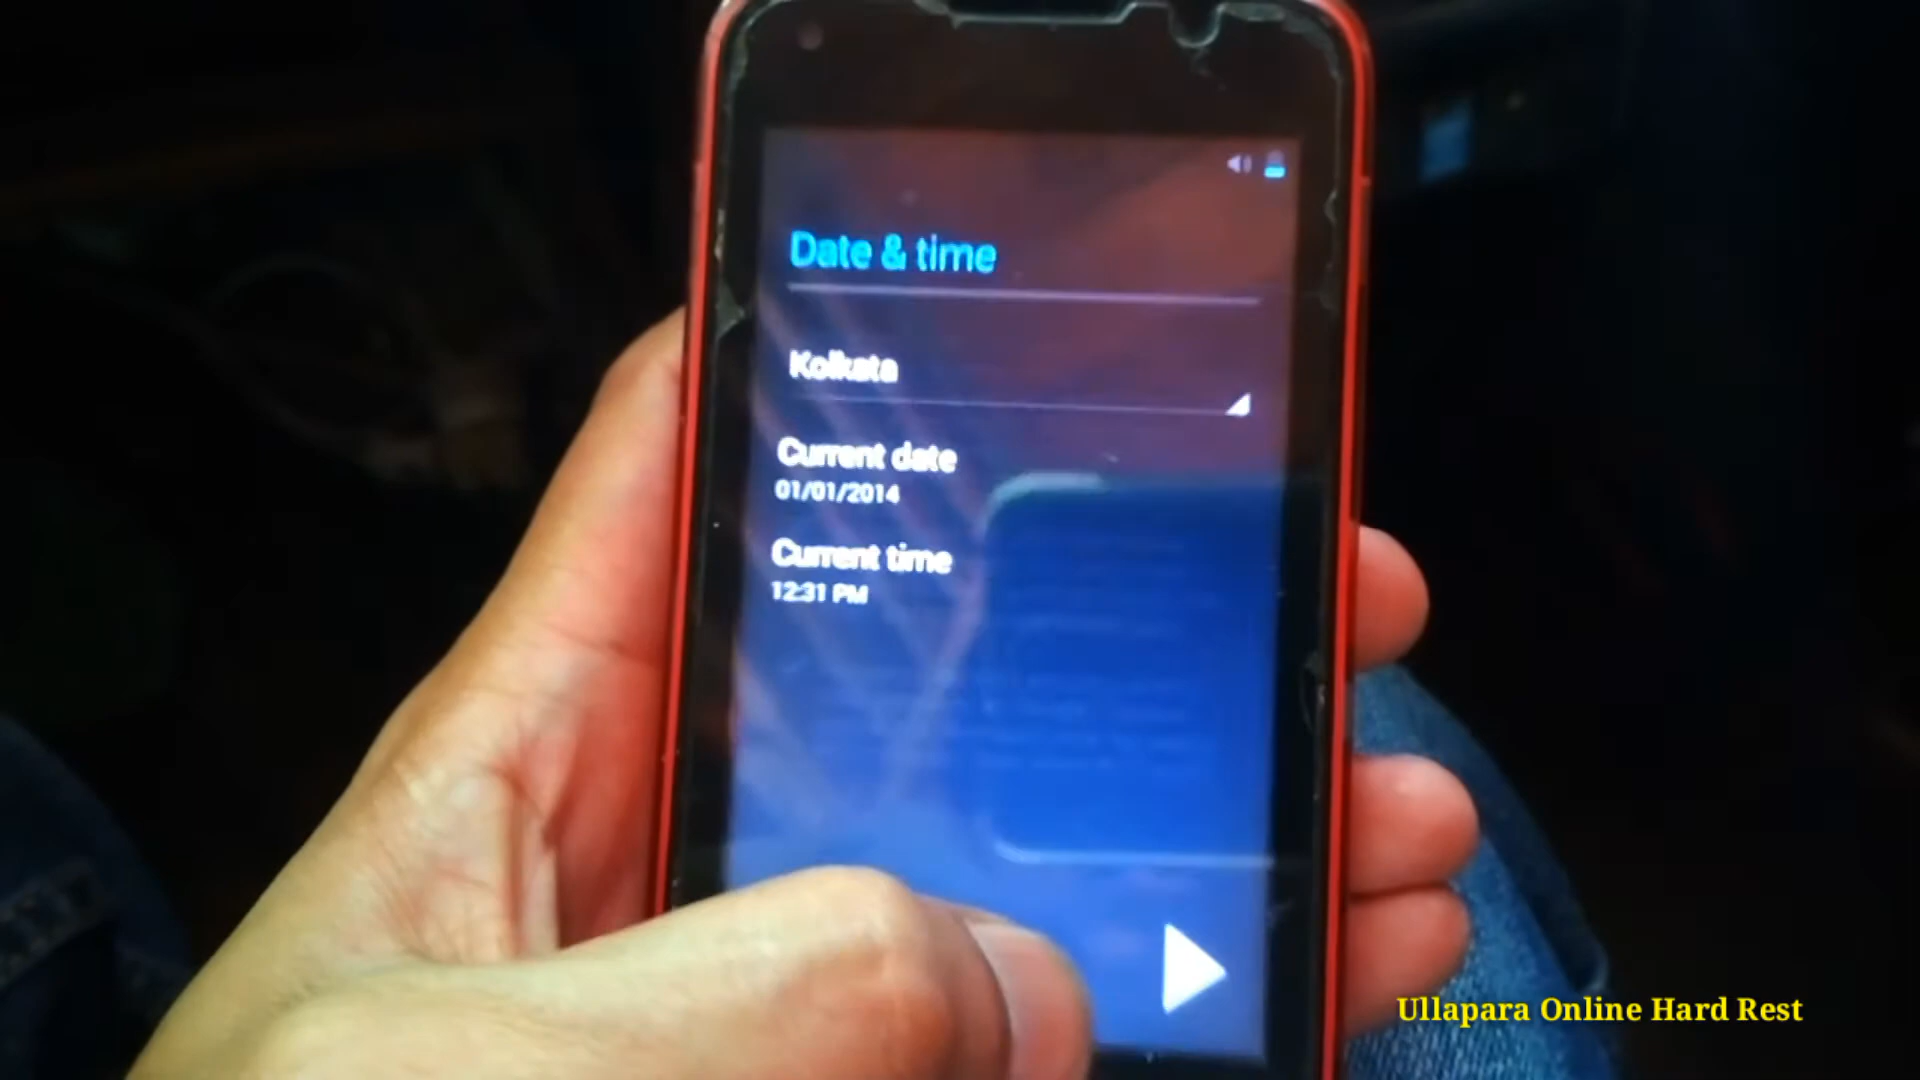 Date & time
Kolkata
Current date
01/01/2014
Current time
12:31 PM
Ullapara Online Hard Rest